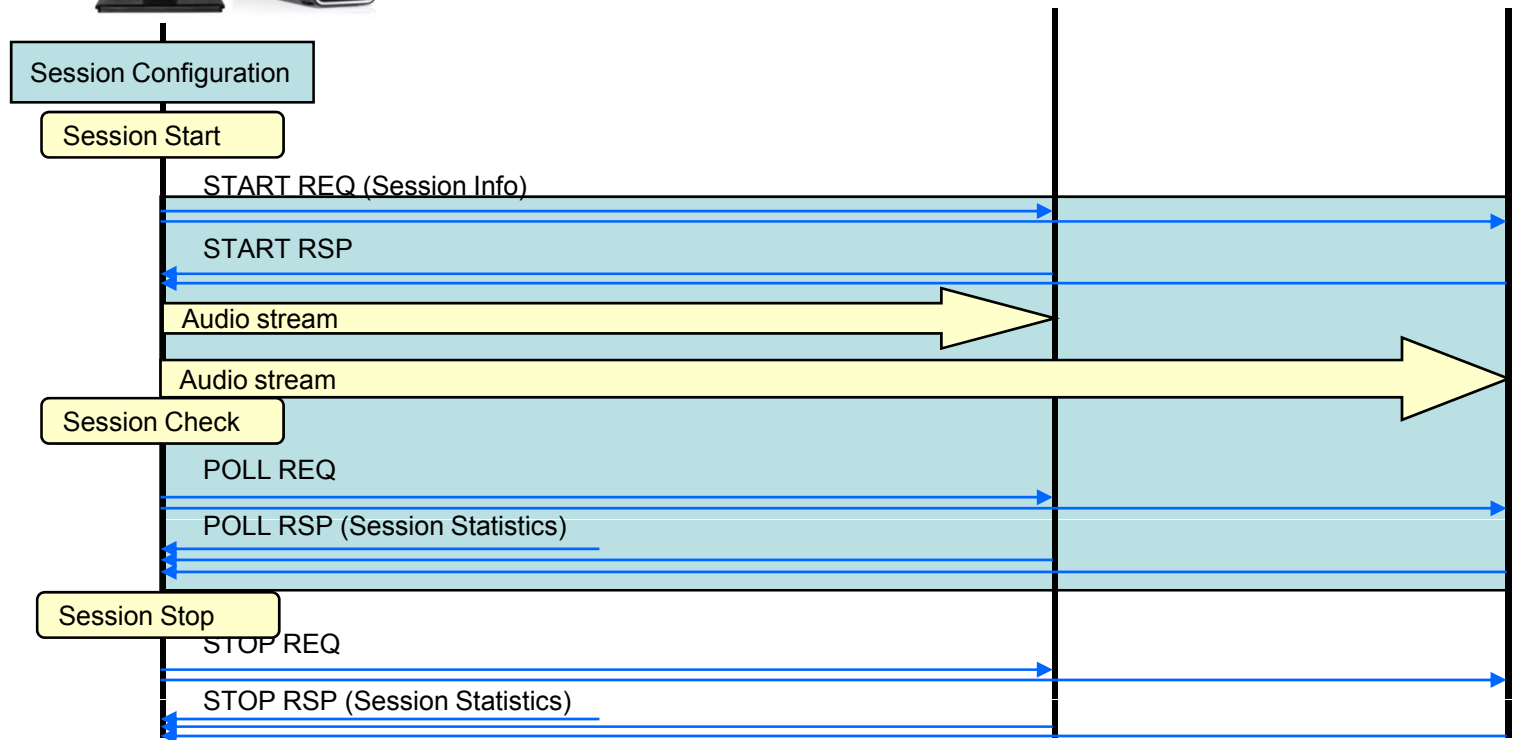 Session Configuration
Session Start
START REQ (Session Info)
START RSP
Audio stream
Audio stream
Session Check
POLL REQ
POLL RSP (Session Statistics)
Session Stop
STOP REQ
STOP RSP (Session Statistics)